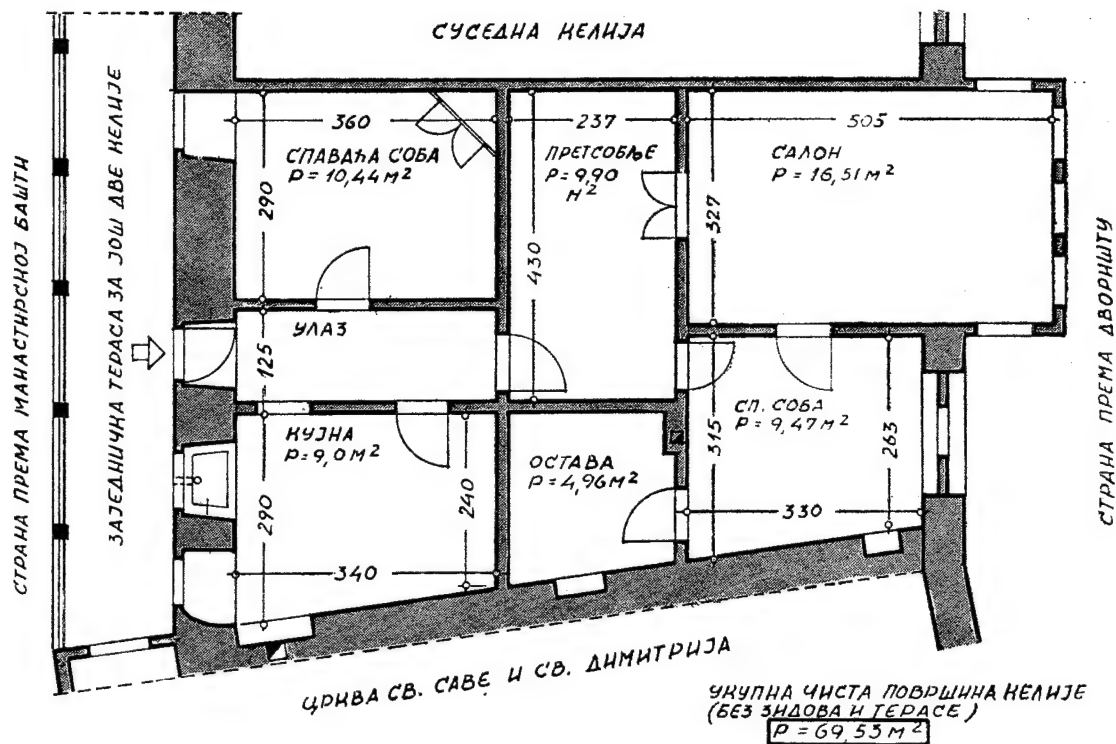 СУСЕДНА КЕЛИЈА
СТРАНА ПРЕМА МАНАСТИРСКОЈ БАШТИ
ЗАЈЕДНИЧКА ТЕРАСА ЗА ЈОШ ДВЕ КЕЛИЈЕ
360
СПАВАЋА СОБА
P = 10,44 M²
290
237
ПРЕТСОБЉЕ
P = 9,90
M²
430
505
САЛОН
P = 16,51 M²
327
СТРАНА ПРЕМА ДВОРИШТУ
УЛАЗ
125
КУЈНА
P = 9,0 M²
290
240
340
ОСТАВА
P = 4,96 M²
СП. СОБА
P = 9,47 M²
315
263
330
ЦРКВА СВ. САВЕ И СВ. ДИМИТРИЈА
УКУПНА ЧИСТА ПОВРШИНА КЕЛИЈЕ
(БЕЗ ЗИДОВА И ТЕРАСЕ)
P = 69,53 M²